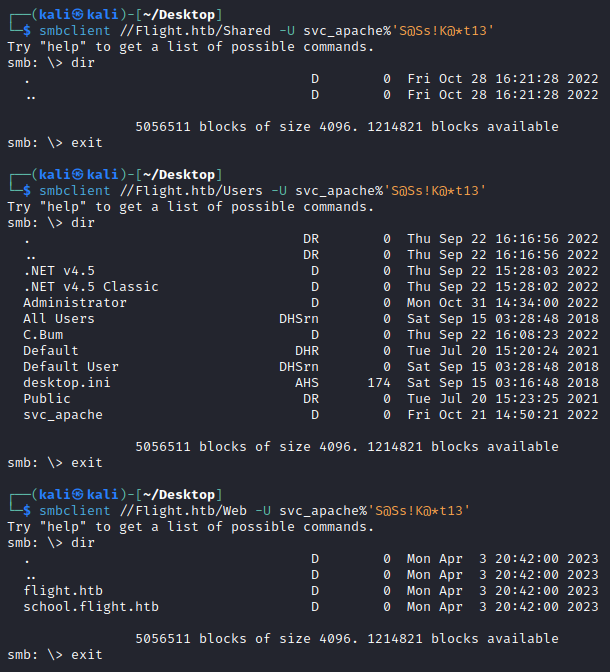 ┌──(kali㉿kali)-[~/Desktop]
└─$ smbclient //Flight.htb/Shared -U svc_apache%'S@Ss!K@*t13'
Try "help" to get a list of possible commands.
smb: \> dir
  .                                   D        0  Fri Oct 28 16:21:28 2022
  ..                                  D        0  Fri Oct 28 16:21:28 2022

                5056511 blocks of size 4096. 1214821 blocks available
smb: \> exit

┌──(kali㉿kali)-[~/Desktop]
└─$ smbclient //Flight.htb/Users -U svc_apache%'S@Ss!K@*t13'
Try "help" to get a list of possible commands.
smb: \> dir
  .                                  DR        0  Thu Sep 22 16:16:56 2022
  ..                                 DR        0  Thu Sep 22 16:16:56 2022
  .NET v4.5                           D        0  Thu Sep 22 15:28:03 2022
  .NET v4.5 Classic                   D        0  Thu Sep 22 15:28:02 2022
  Administrator                       D        0  Mon Oct 31 14:34:00 2022
  All Users                       DHSrn        0  Sat Sep 15 03:28:48 2018
  C.Bum                               D        0  Thu Sep 22 16:08:23 2022
  Default                           DHR        0  Tue Jul 20 15:20:24 2021
  Default User                    DHSrn        0  Sat Sep 15 03:28:48 2018
  desktop.ini                       AHS      174  Sat Sep 15 03:16:48 2018
  Public                             DR        0  Tue Jul 20 15:23:25 2021
  svc_apache                          D        0  Fri Oct 21 14:50:21 2022

                5056511 blocks of size 4096. 1214821 blocks available
smb: \> exit

┌──(kali㉿kali)-[~/Desktop]
└─$ smbclient //Flight.htb/Web -U svc_apache%'S@Ss!K@*t13'
Try "help" to get a list of possible commands.
smb: \> dir
  .                                   D        0  Mon Apr  3 20:42:00 2023
  ..                                  D        0  Mon Apr  3 20:42:00 2023
  flight.htb                          D        0  Mon Apr  3 20:42:00 2023
  school.flight.htb                   D        0  Mon Apr  3 20:42:00 2023

                5056511 blocks of size 4096. 1214821 blocks available
smb: \> exit